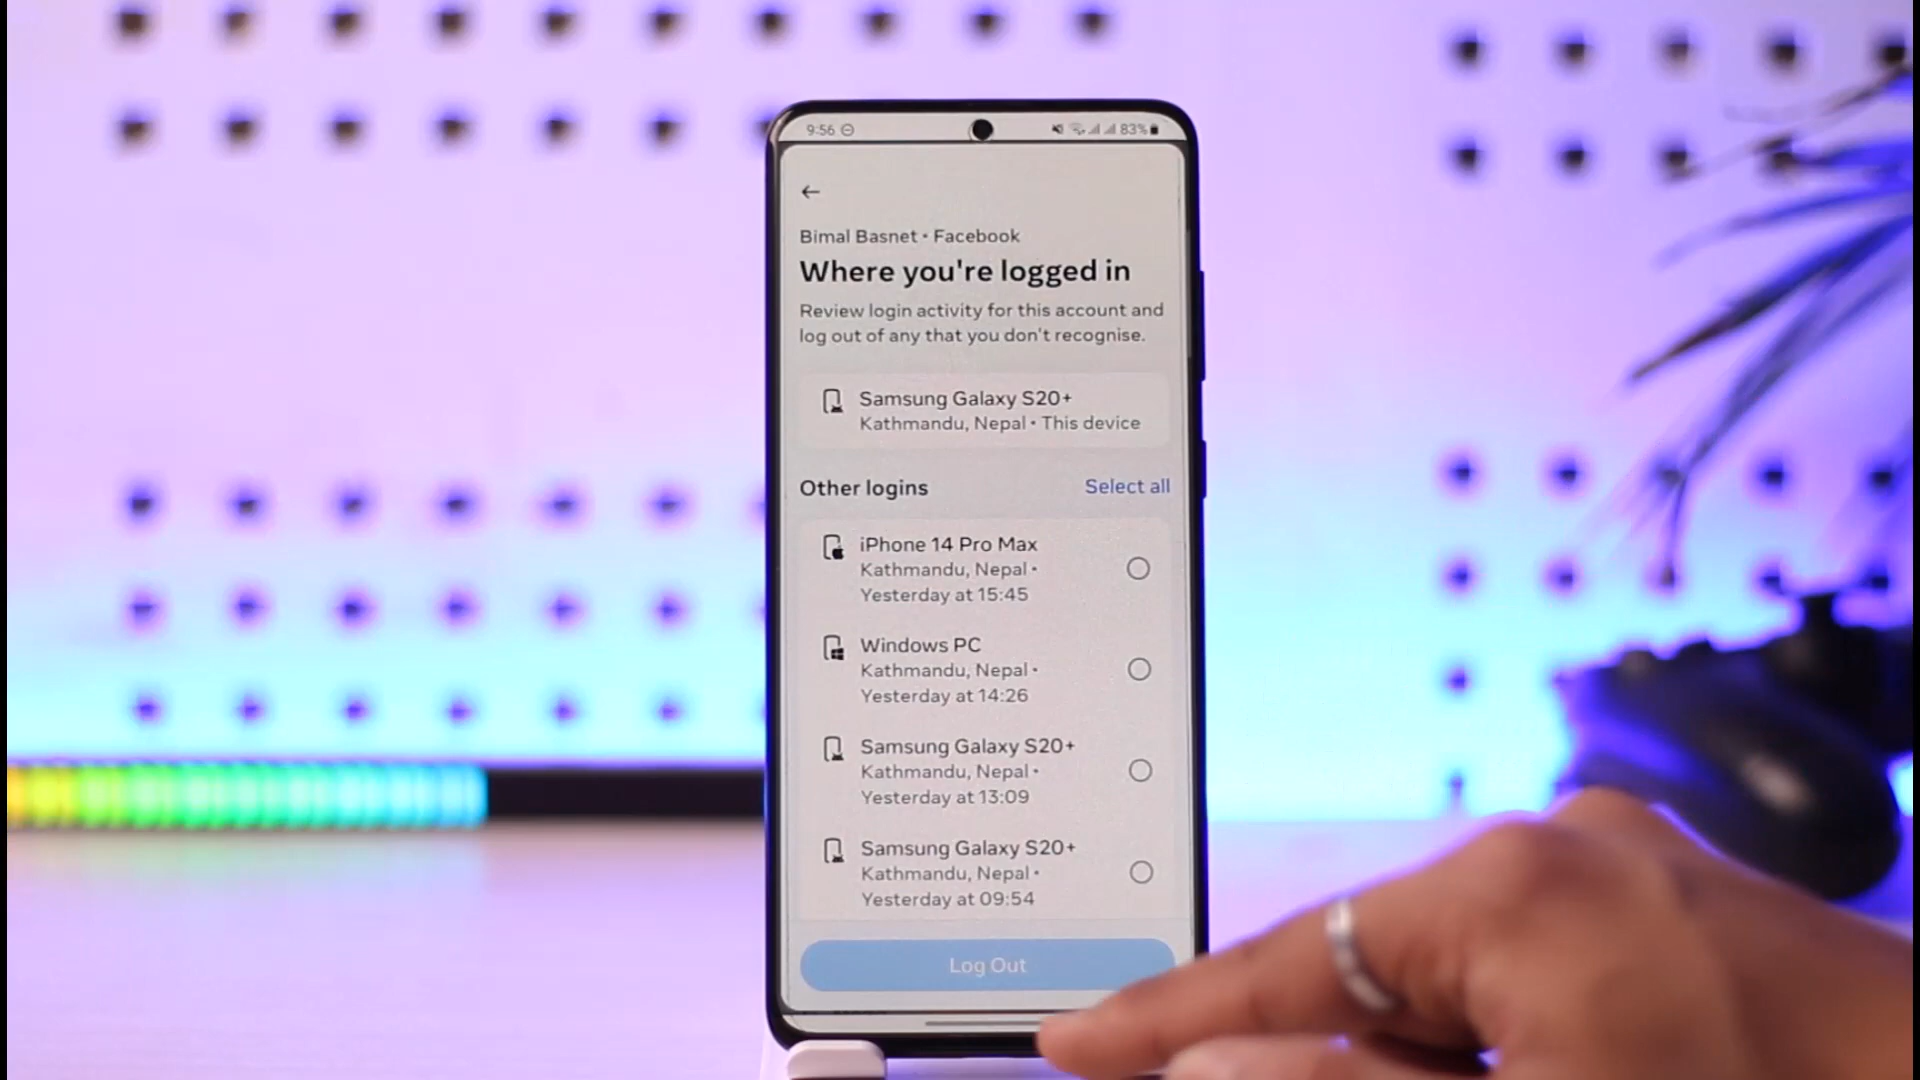 9:56 83%
Bimal Basnet • Facebook
Where you're logged in
Review login activity for this account and
log out of any that you don't recognise.
Samsung Galaxy S20+
Kathmandu, Nepal • This device
Other logins Select all
iPhone 14 Pro Max
Kathmandu, Nepal •
Yesterday at 15:45
Windows PC
Kathmandu, Nepal •
Yesterday at 14:26
Samsung Galaxy S20+
Kathmandu, Nepal •
Yesterday at 13:09
Samsung Galaxy S20+
Kathmandu, Nepal •
Yesterday at 09:54
Log Out